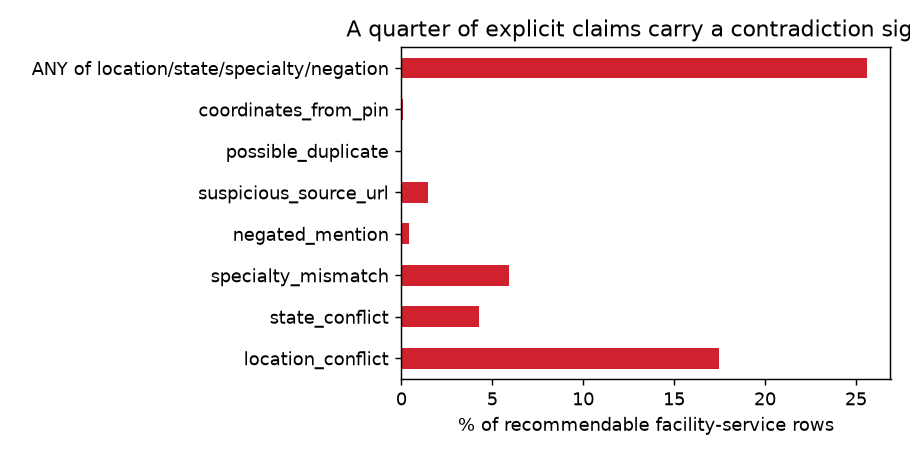 A quarter of explicit claims carry a contradiction sig
ANY of location/state/specialty/negation
coordinates_from_pin
possible_duplicate
suspicious_source_url
negated_mention
specialty_mismatch
state_conflict
location_conflict
0 5 10 15 20 25
% of recommendable facility-service rows